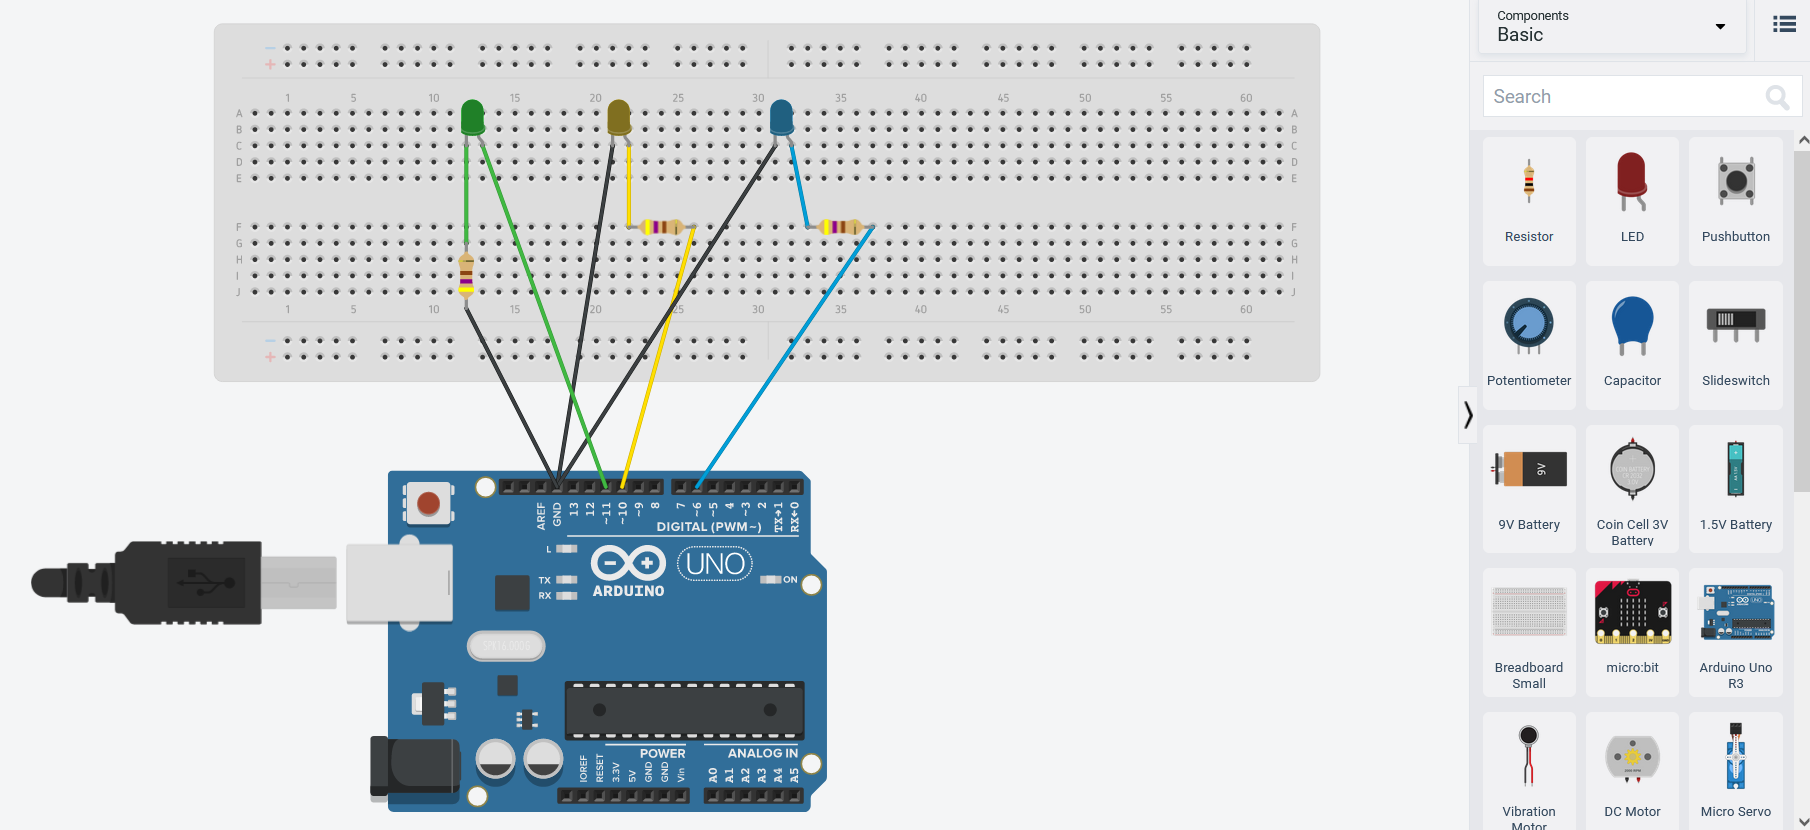 Components
Basic
Search
− 
+
1 5 10 15 20 25 30 35 40 45 50 55 60
A A
B B
C C
D D
E E
F F
G G
H H
I I
J J
1 5 10 15 20 25 30 35 40 45 50 55 60
−
+
Resistor
LED
Pushbutton
Potentiometer
Capacitor
Slideswitch
9V
9V Battery
Coin Cell 3V
Battery
1.5V Battery
Breadboard
Small
micro:bit
Arduino Uno
R3
Vibration
Motor
DC Motor
Micro Servo
AREF
GND
13
12
~11
~10
~9
8
7
~6
~5
4
~3
2
TX→1
RX←0
DIGITAL (PWM~)
L
TX
RX
ON
UNO
ARDUINO
POWER
ANALOG IN
IOREF
RESET
3.3V
5V
GND
GND
Vin
A0
A1
A2
A3
A4
A5